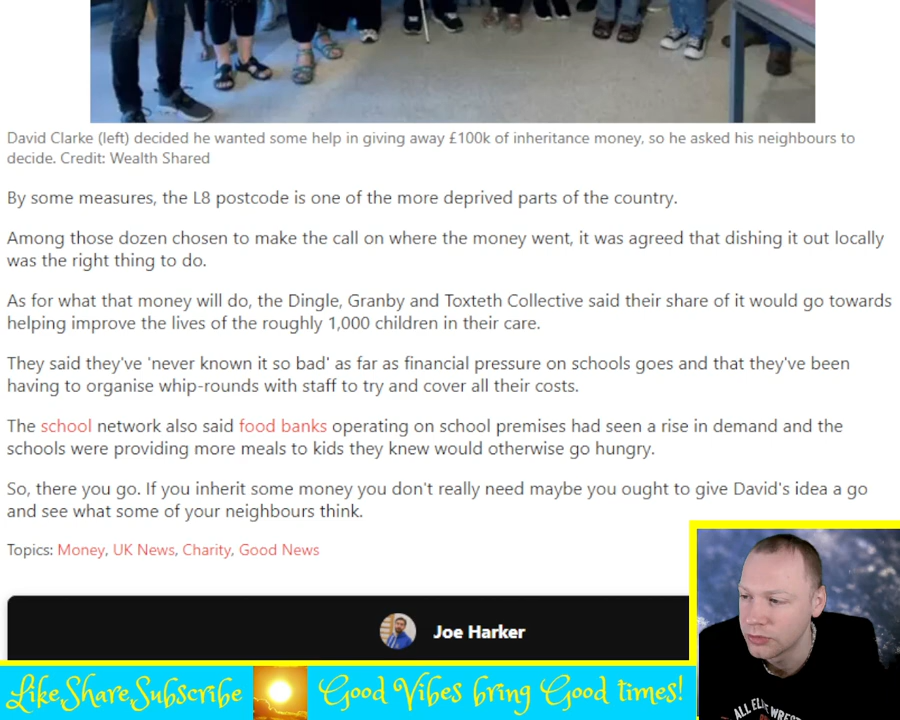 David Clarke (left) decided he wanted some help in giving away £100k of inheritance money, so he asked his neighbours to
decide. Credit: Wealth Shared
By some measures, the L8 postcode is one of the more deprived parts of the country.
Among those dozen chosen to make the call on where the money went, it was agreed that dishing it out locally
was the right thing to do.
As for what that money will do, the Dingle, Granby and Toxteth Collective said their share of it would go towards
helping improve the lives of the roughly 1,000 children in their care.
They said they've 'never known it so bad' as far as financial pressure on schools goes and that they've been
having to organise whip-rounds with staff to try and cover all their costs.
The school network also said food banks operating on school premises had seen a rise in demand and the
schools were providing more meals to kids they knew would otherwise go hungry.
So, there you go. If you inherit some money you don't really need maybe you ought to give David's idea a go
and see what some of your neighbours think.
Topics: Money, UK News, Charity, Good News
Joe Harker
ALL ELITE WREST
Like Share Subscribe
Good Vibes bring Good times!